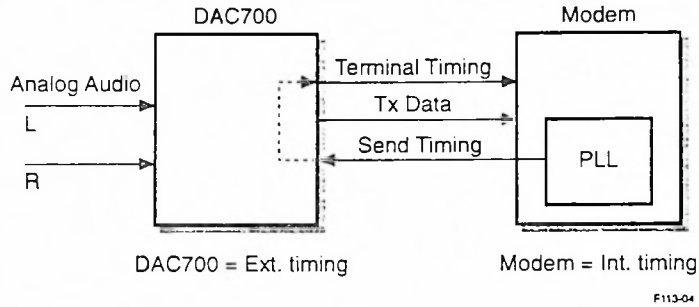 DAC700
Modem
Analog Audio
L
R
Terminal Timing
Tx Data
Send Timing
PLL
DAC700 = Ext. timing
Modem = Int. timing
F113-04